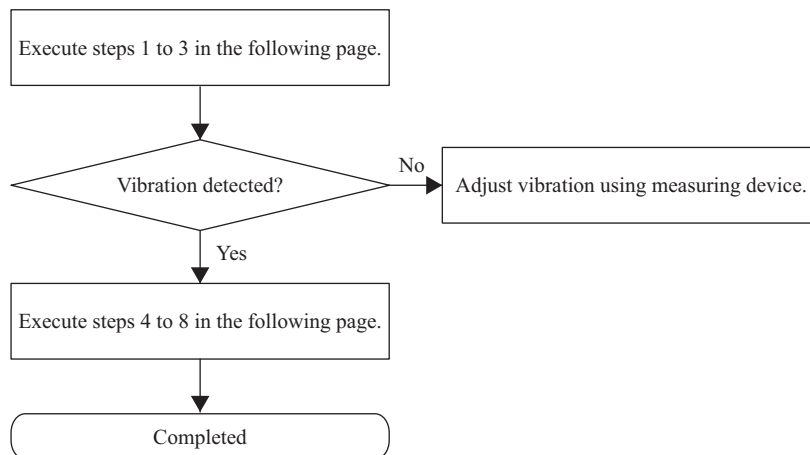 Execute steps 1 to 3 in the following page.
Vibration detected?
No
Adjust vibration using measuring device.
Yes
Execute steps 4 to 8 in the following page.
Completed